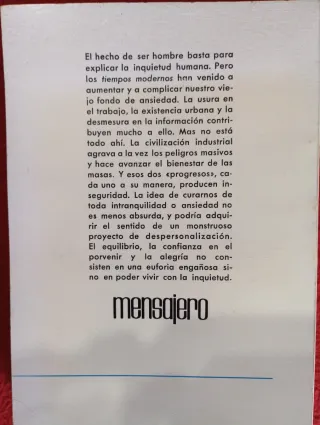 El hecho de ser hombre basta para
explicar la inquietud humana. Pero
los tiempos modernos hnn venido a
aumentar y a complicar nuestro vie-
jo fondo de ansiedad. La usura en
el trabajo, la existencia urbana y la
desmesura en la información contri-
buyen mucho a ello. Mas no está
todo ahí. La civilización industrial
agrava a la vez los peligros masivos
y hace avanzar el bienestar de las
masas. Y esos dos «progresos», ca-
da uno a su manera, producen in-
seguridad. La idea de curarnos de
toda intranquilidad o ansiedad no
es menos absurda, y podría adqui-
rir el sentido de un monstruoso
proyecto de despersonalización.
El equilibrio, la confianza en el
porvenir y la alegría no con-
sisten en una euforia engañosa si-
no en poder vivir con la inquietud.
mensajero